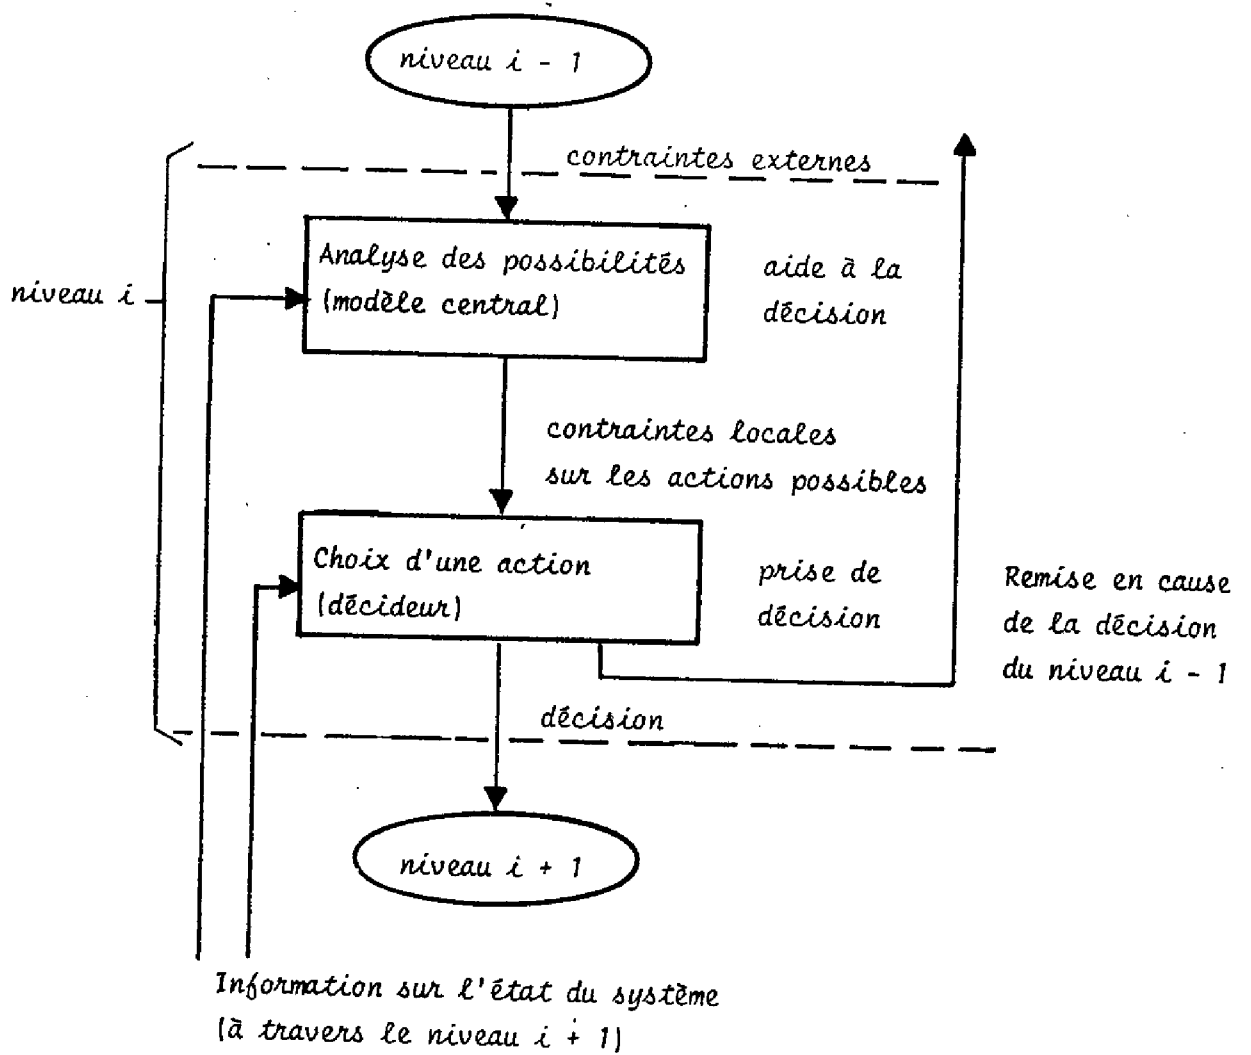 niveau i - 1
contraintes externes
Analyse des possibilités
(modèle central)
aide à la
décision
niveau i
contraintes locales
sur les actions possibles
Choix d'une action
(décideur)
prise de
décision
Remise en cause
de la décision
du niveau i - 1
décision
niveau i + 1
Information sur l'état du système
(à travers le niveau i + 1)